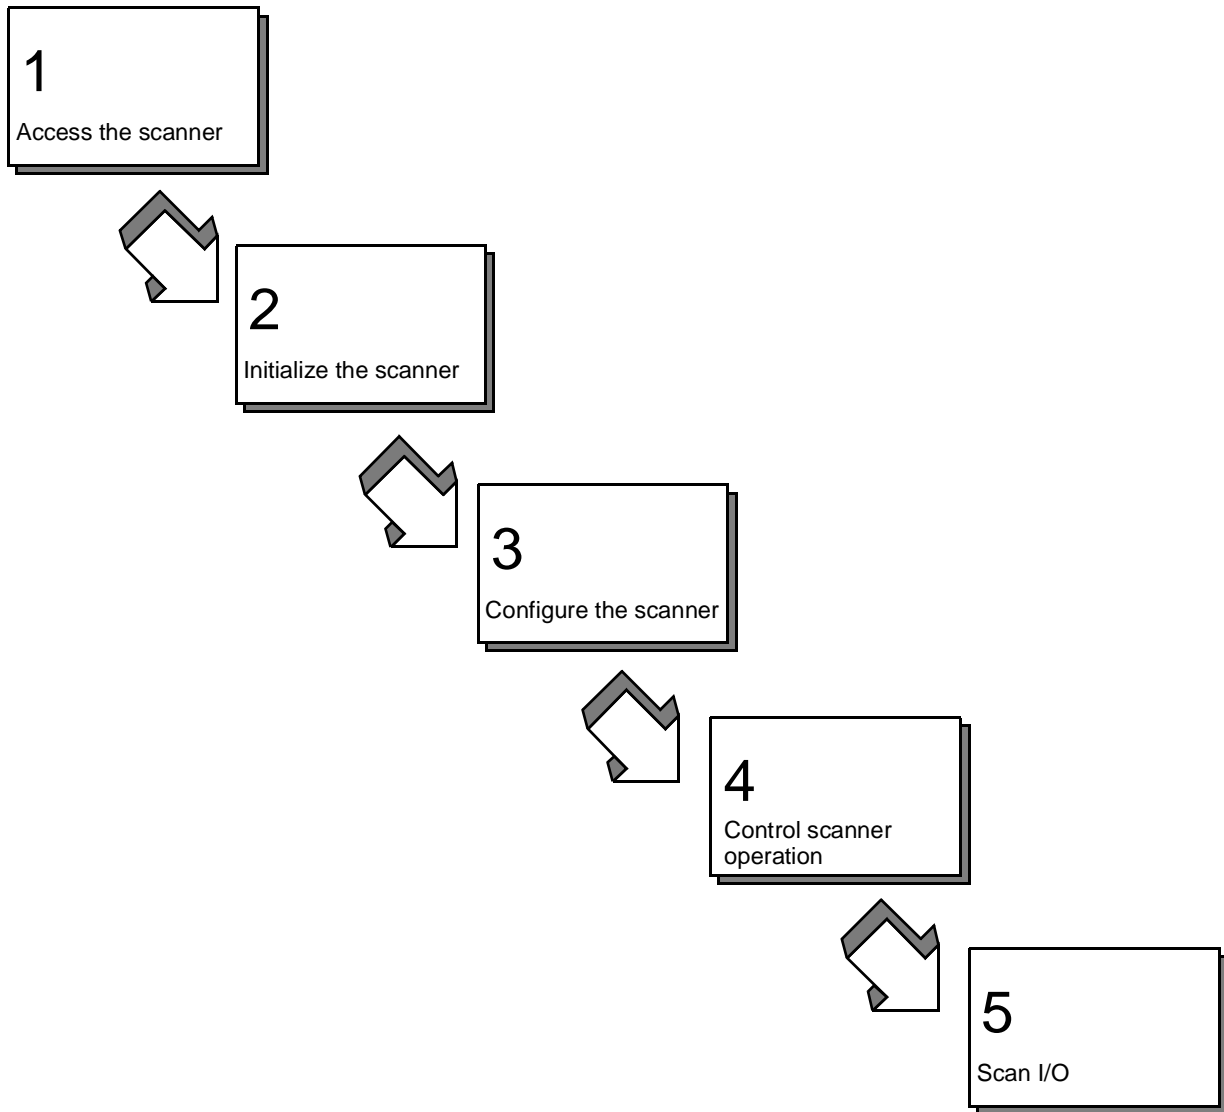 1
Access the scanner
2
Initialize the scanner
3
Configure the scanner
4
Control scanner
operation
5
Scan I/O